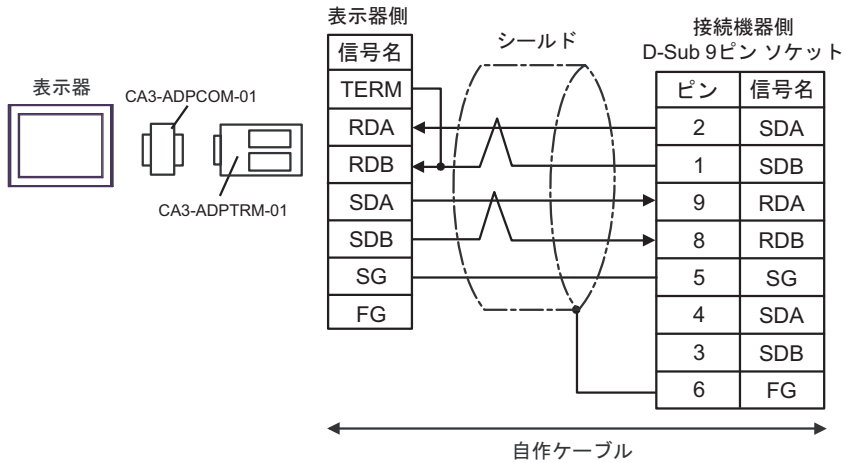 表示器
CA3-ADPCOM-01
CA3-ADPTRM-01
表示器側
信号名
TERM
RDA
RDB
SDA
SDB
SG
FG
シールド
接続機器側
D-Sub 9ピン ソケット
ピン 信号名
2 SDA
1 SDB
9 RDA
8 RDB
5 SG
4 SDA
3 SDB
6 FG
自作ケーブル